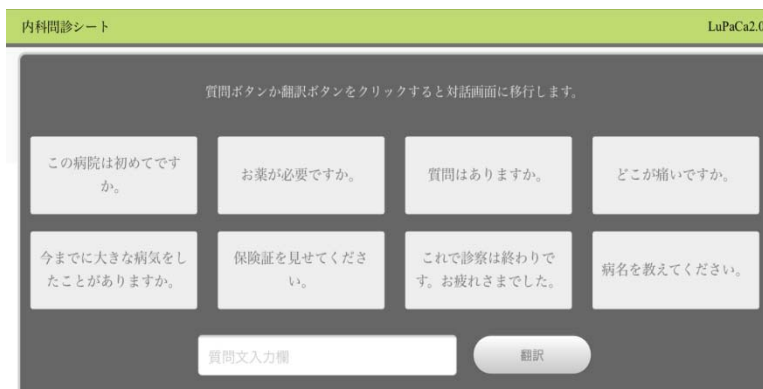 内科問診シート
LuPaCa2.0
質問ボタンか翻訳ボタンをクリックすると対話画面に移行します。
この病院は初めてです
か。
お薬が必要ですか。
質問はありますか。
どこが痛いですか。
今までに大きな病気をし
たことがありますか。
保険証を見せてくださ
い。
これで診察は終わりで
す。お疲れさまでした。
病名を教えてください。
質問文入力欄
翻訳